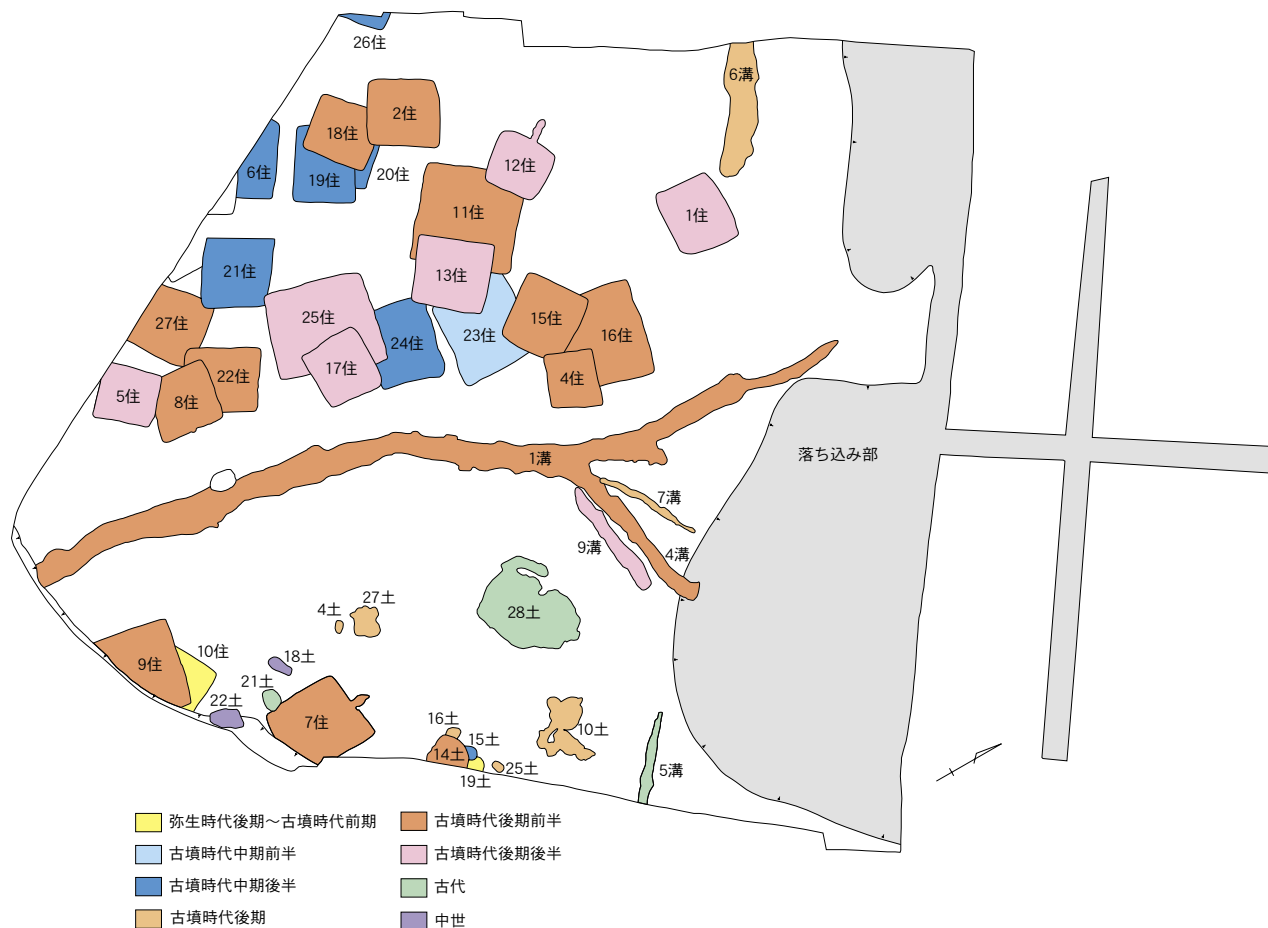 26住
6溝
2住
18住
12住
6住
19住
20住
11住
1住
21住
13住
27住
25住
24住
23住
15住
16住
17住
22住
4住
5住
8住
1溝
落ち込み部
7溝
9溝
4溝
4土
27土
28土
9住
10住
18土
21土
22土
7住
16土
15土
14土
19土
25土
10土
5溝
弥生時代後期～古墳時代前期
古墳時代中期前半
古墳時代中期後半
古墳時代後期
古墳時代後期前半
古墳時代後期後半
古代
中世